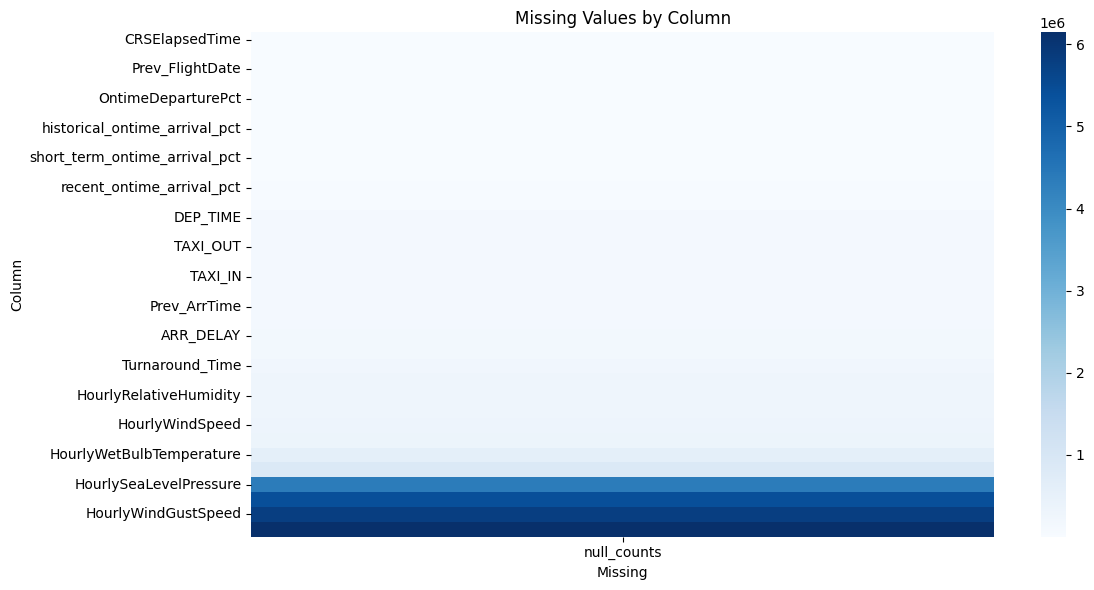 Missing Values by Column
1e6
CRSElapsedTime
Prev_FlightDate
OntimeDeparturePct
historical_ontime_arrival_pct
short_term_ontime_arrival_pct
recent_ontime_arrival_pct
DEP_TIME
TAXI_OUT
TAXI_IN
Prev_ArrTime
ARR_DELAY
Turnaround_Time
HourlyRelativeHumidity
HourlyWindSpeed
HourlyWetBulbTemperature
HourlySeaLevelPressure
HourlyWindGustSpeed
Column
null_counts
Missing
6
5
4
3
2
1